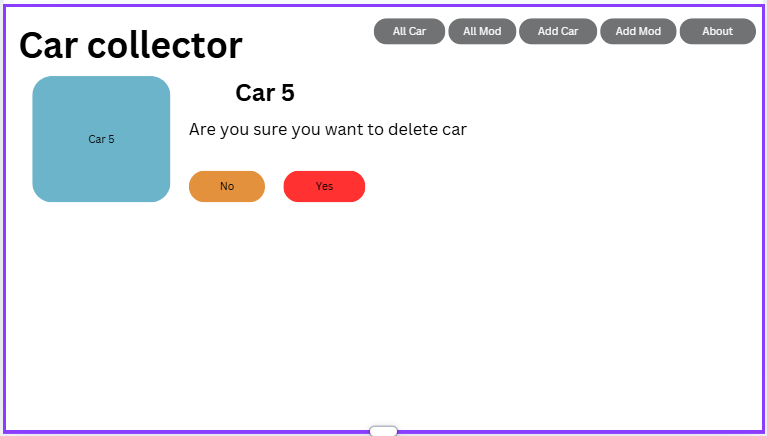 Car collector
All Car
All Mod
Add Car
Add Mod
About
Car 5
Car 5
Are you sure you want to delete car
No
Yes